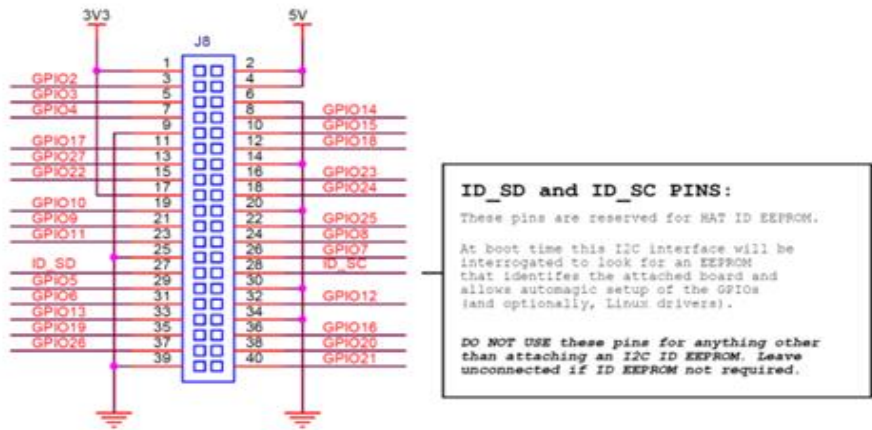 3V3 5V
J8
1 2
GPIO2 3 4
GPIO3 5 6
GPIO4 7 8 GPIO14
9 10 GPIO15
GPIO17 11 12 GPIO18
GPIO27 13 14
GPIO22 15 16 GPIO23
17 18 GPIO24
GPIO10 19 20
GPIO9 21 22 GPIO25
GPIO11 23 24 GPIO8
25 26 GPIO7
ID_SD 27 28 ID_SC
GPIO5 29 30
GPIO6 31 32 GPIO12
GPIO13 33 34
GPIO19 35 36 GPIO16
GPIO26 37 38 GPIO20
39 40 GPIO21
ID_SD and ID_SC PINS:
These pins are reserved for HAT ID EEPROM.
At boot time this I2C interface will be
interrogated to look for an EEPROM
that identifes the attached board and
allows automagic setup of the GPIOs
(and optionally, Linux drivers).
DO NOT USE these pins for anything other
than attaching an I2C ID EEPROM. Leave
unconnected if ID EEPROM not required.